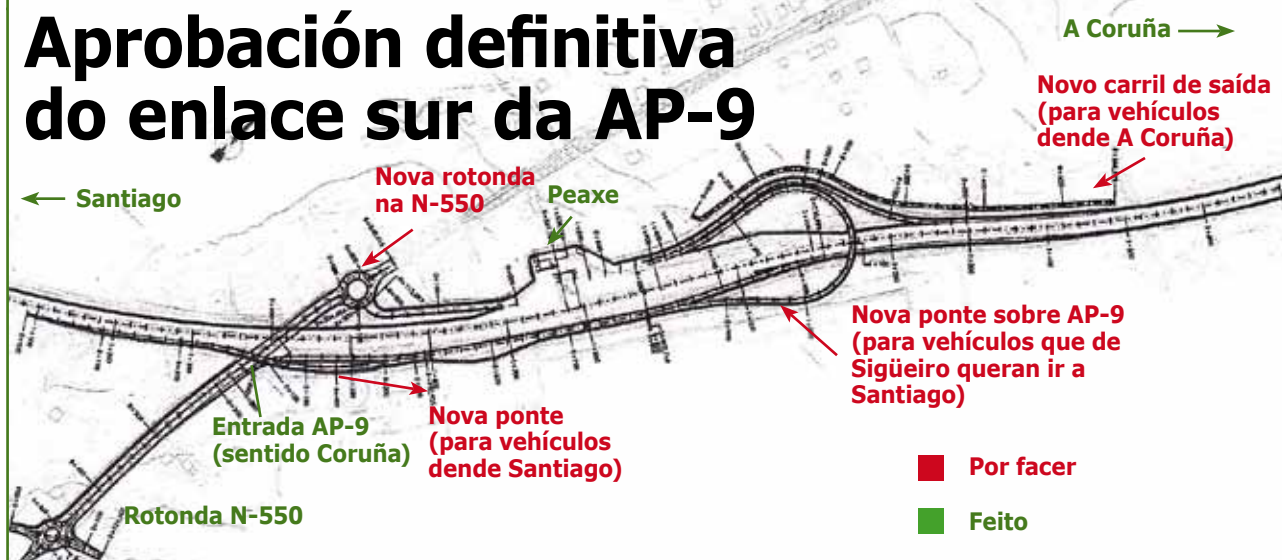 Aprobación definitiva
do enlace sur da AP-9
A Coruña
Novo carril de saída
(para vehículos
dende A Coruña)
Santiago
Nova rotonda
na N-550
Peaxe
Nova ponte sobre AP-9
(para vehículos que de
Sigüeiro queran ir a
Santiago)
Entrada AP-9
(sentido Coruña)
Nova ponte
(para vehículos
dende Santiago)
Rotonda N-550
Por facer
Feito